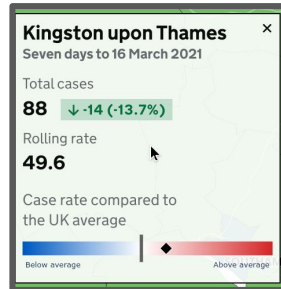 Kingston upon Thames ×
Seven days to 16 March 2021
Total cases
88 ↓ -14 (-13.7%)
Rolling rate
49.6
Case rate compared to
the UK average
Below average Above average